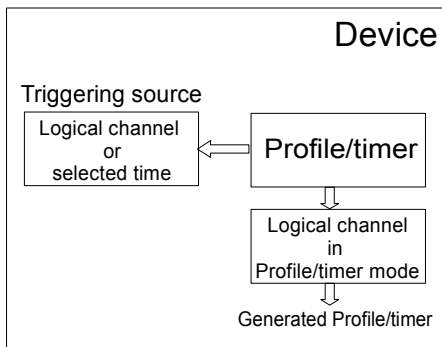 Device
Triggering source
Logical channel
or
selected time
Profile/timer
Logical channel
in
Profile/timer mode
Generated Profile/timer